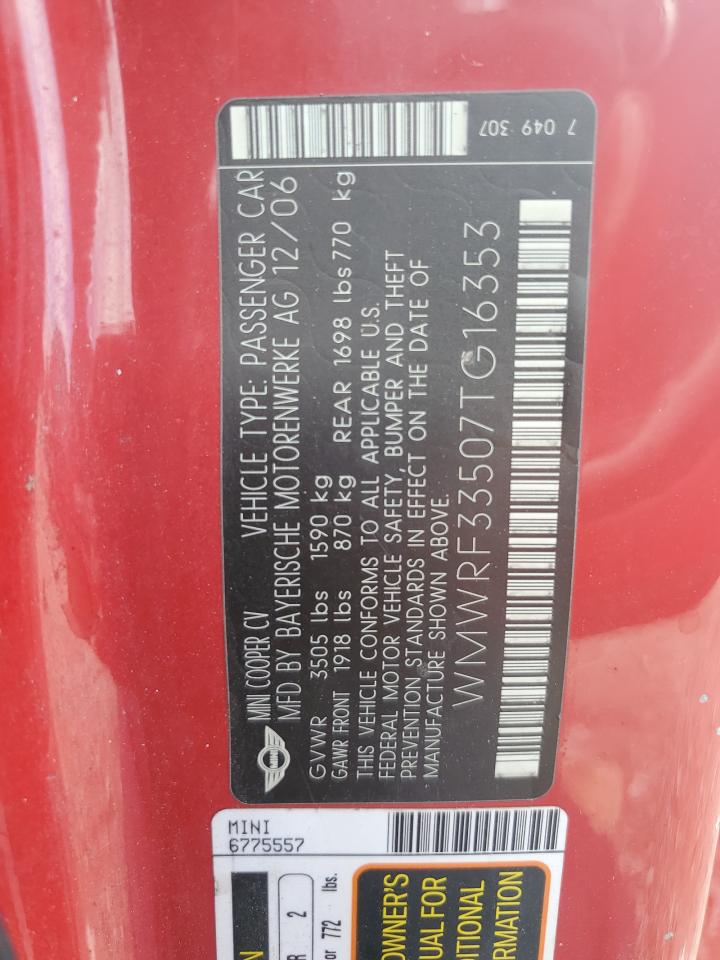 7 049 307
MINI COOPER CV VEHICLE TYPE: PASSENGER CAR
MFD BY BAYERISCHE MOTORENWERKE AG 12/06
GVWR 3505 lbs 1590 kg
GAWR FRONT 1918 lbs 870 kg REAR 1698 lbs 770 kg
THIS VEHICLE CONFORMS TO ALL APPLICABLE U.S.
FEDERAL MOTOR VEHICLE SAFETY, BUMPER AND THEFT
PREVENTION STANDARDS IN EFFECT ON THE DATE OF
MANUFACTURE SHOWN ABOVE.
WMWRF33507TG16353
MINI
6775557
2
or 772 lbs.
OWNER'S
UAL FOR
DITIONAL
RMATION